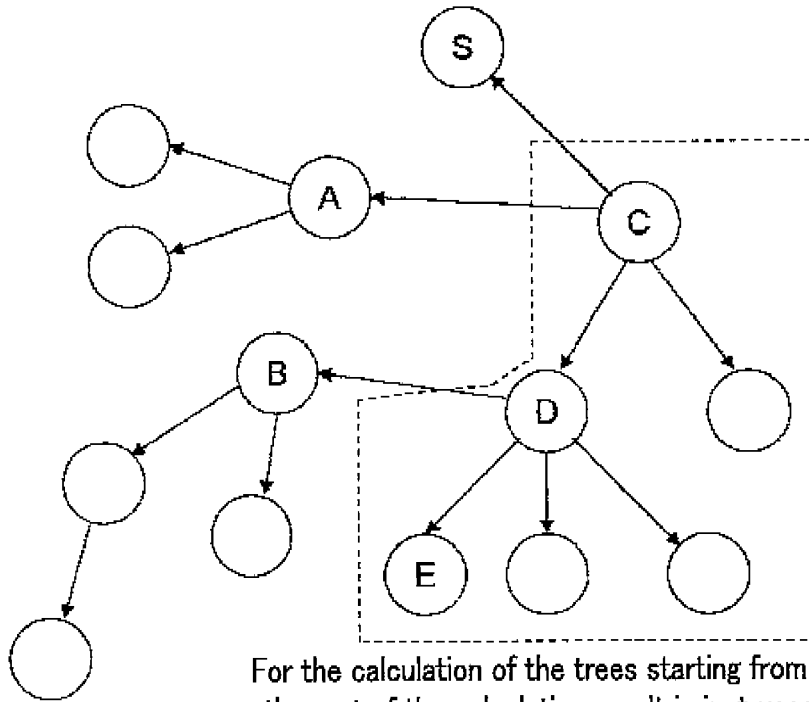 S
A
C
B
D
E
For the calculation of the trees starting from